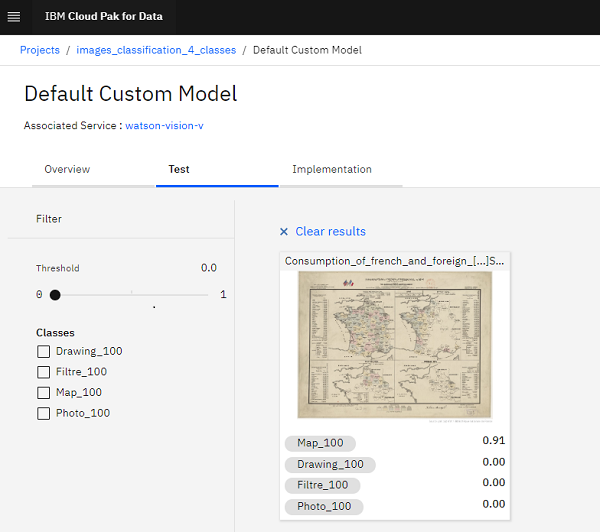 IBM Cloud Pak for Data
Projects / images_classification_4_classes / Default Custom Model
Default Custom Model
Associated Service : watson-vision-v
Overview Test Implementation
Filter
Threshold 0.0
0 1
Classes
Drawing_100
Filtre_100
Map_100
Photo_100
× Clear results
Consumption_of_french_and_foreign_[...]S...
Map_100 0.91
Drawing_100 0.00
Filtre_100 0.00
Photo_100 0.00